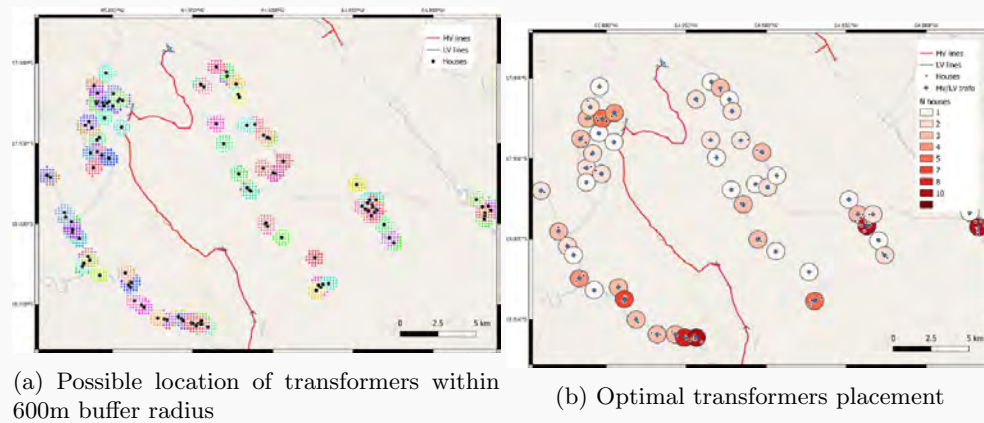 HV lines
LV lines
Houses
0 2.5 5 km
HV lines
LV lines
Houses
HV/LV trafo
N houses
1
2
3
4
5
7
8
10
0 2.5 5 km
(a) Possible location of transformers within
600m buffer radius
(b) Optimal transformers placement